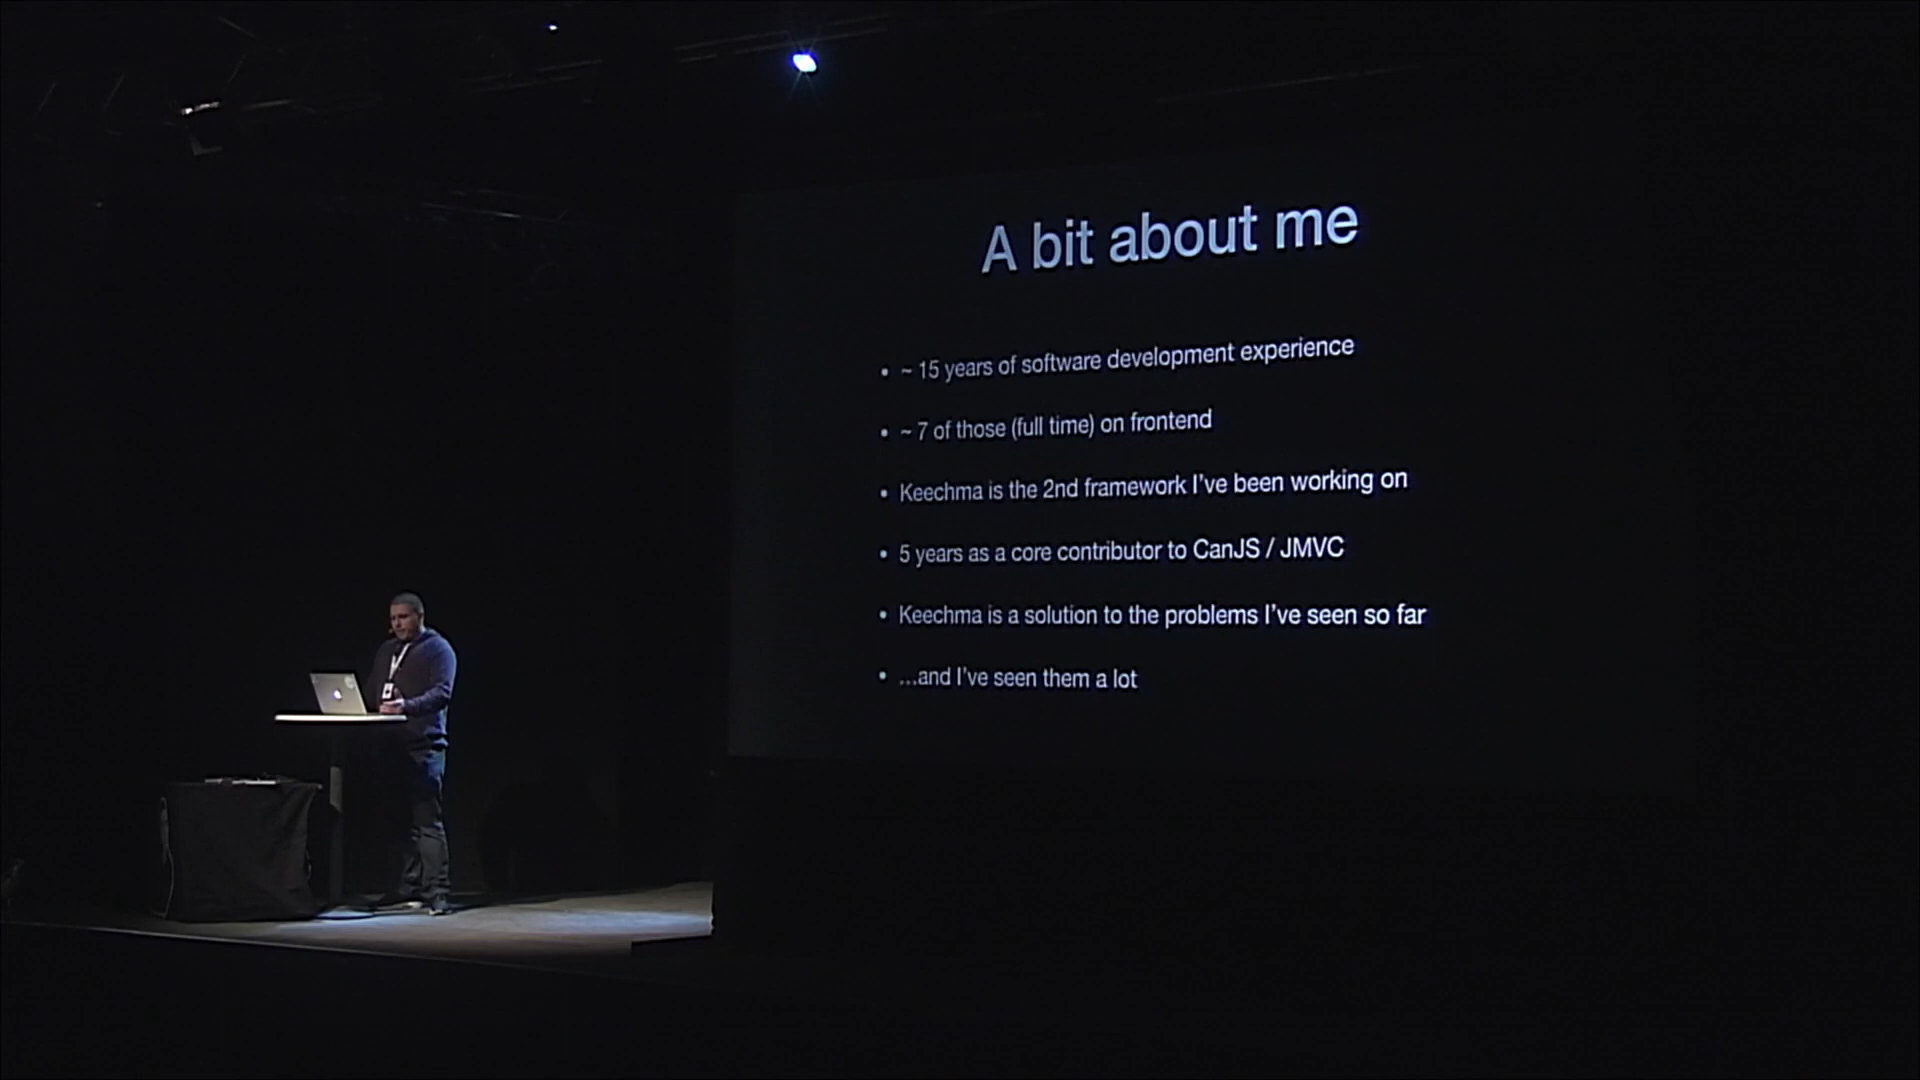 A bit about me
• ~ 15 years of software development experience
• ~ 7 of those (full time) on frontend
• Keechma is the 2nd framework I've been working on
• 5 years as a core contributor to CanJS / JMVC
• Keechma is a solution to the problems I've seen so far
• ...and I've seen them a lot